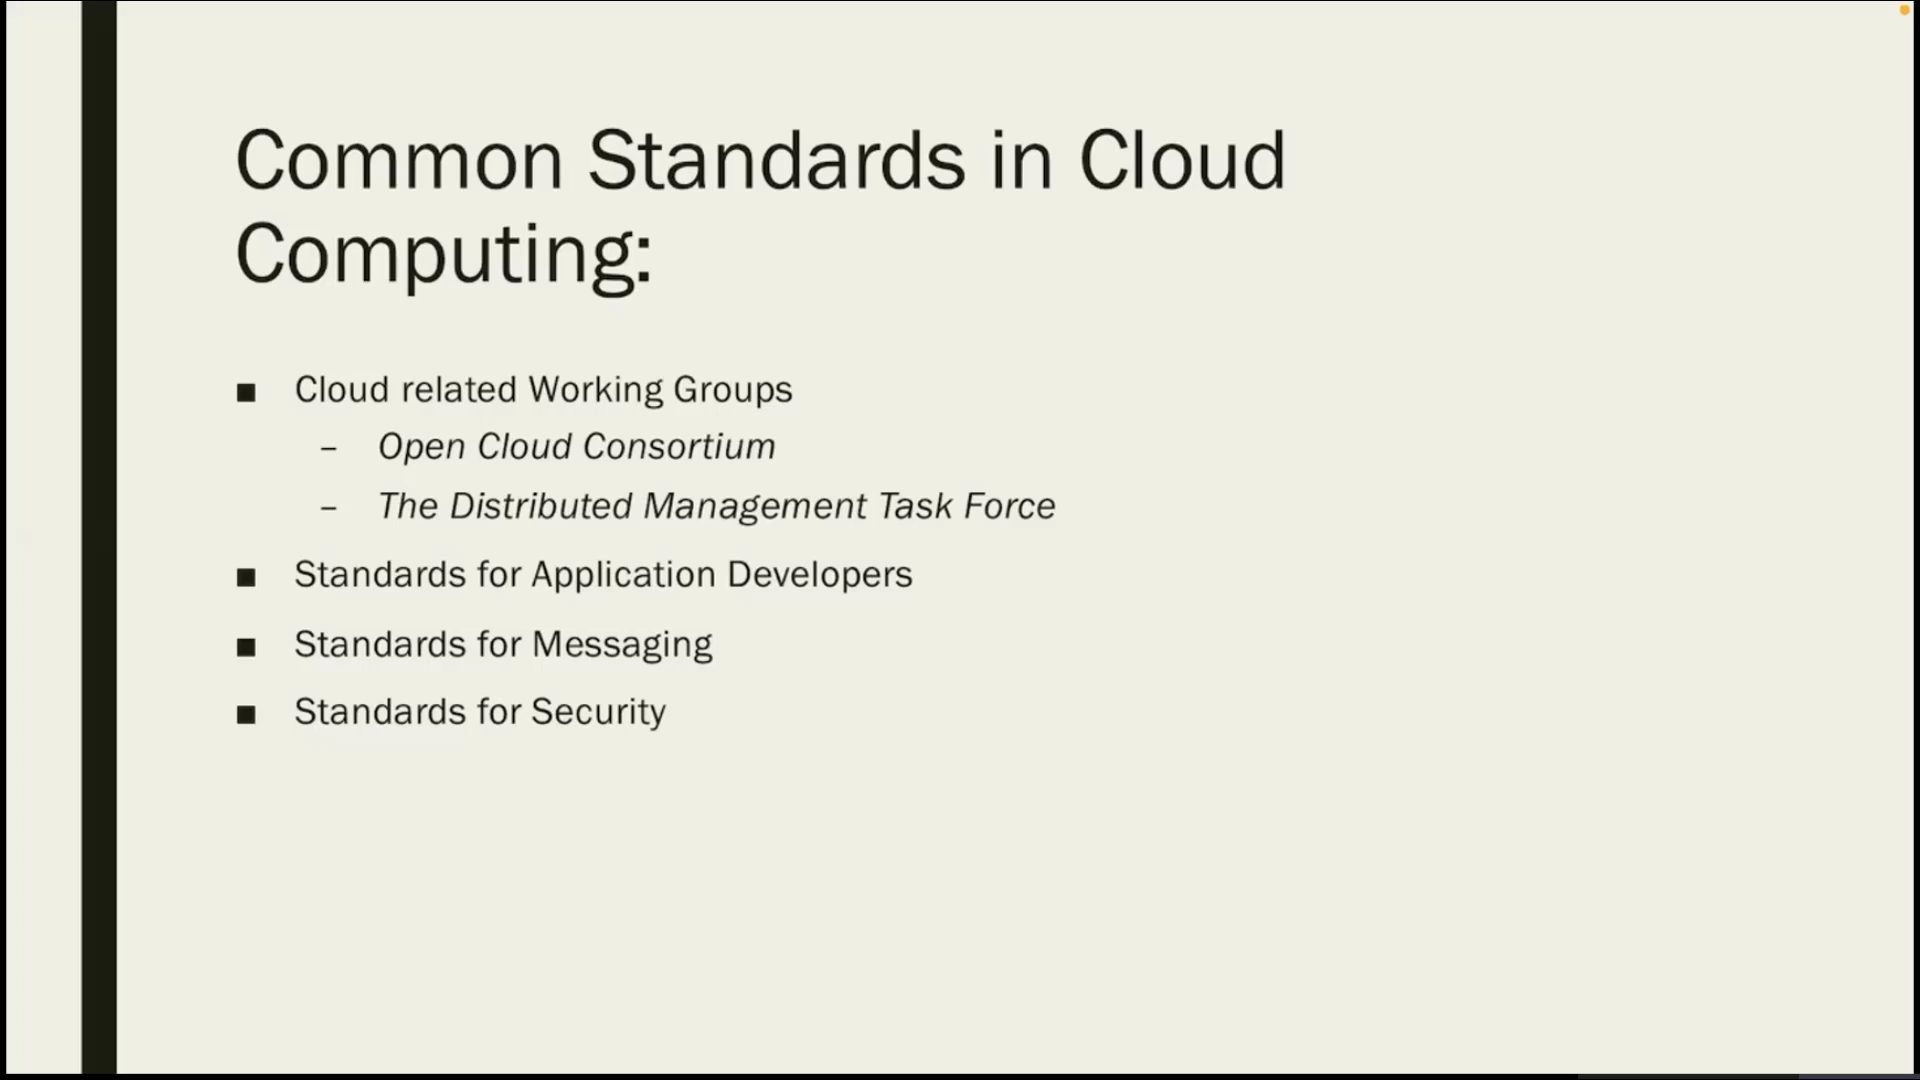 Common Standards in Cloud
Computing:
■ Cloud related Working Groups
– Open Cloud Consortium
– The Distributed Management Task Force
■ Standards for Application Developers
■ Standards for Messaging
■ Standards for Security